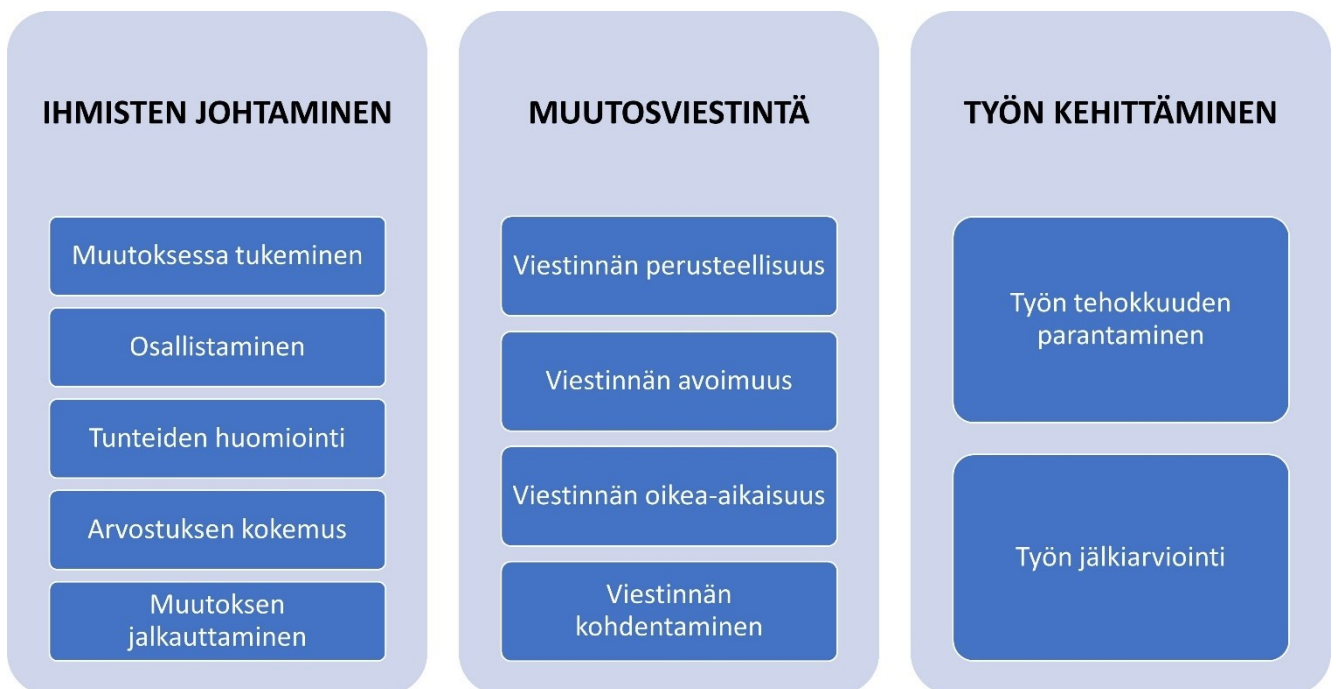 IHMISTEN JOHTAMINEN
Muutoksessa tukeminen
Osallistaminen
Tunteiden huomiointi
Arvostuksen kokemus
Muutoksen
jalkauttaminen
MUUTOSVIESTINTÄ
Viestinnän perusteellisuus
Viestinnän avoimuus
Viestinnän oikea-aikaisuus
Viestinnän
kohdentaminen
TYÖN KEHITTÄMINEN
Työn tehokkuuden
parantaminen
Työn jälkiarviointi